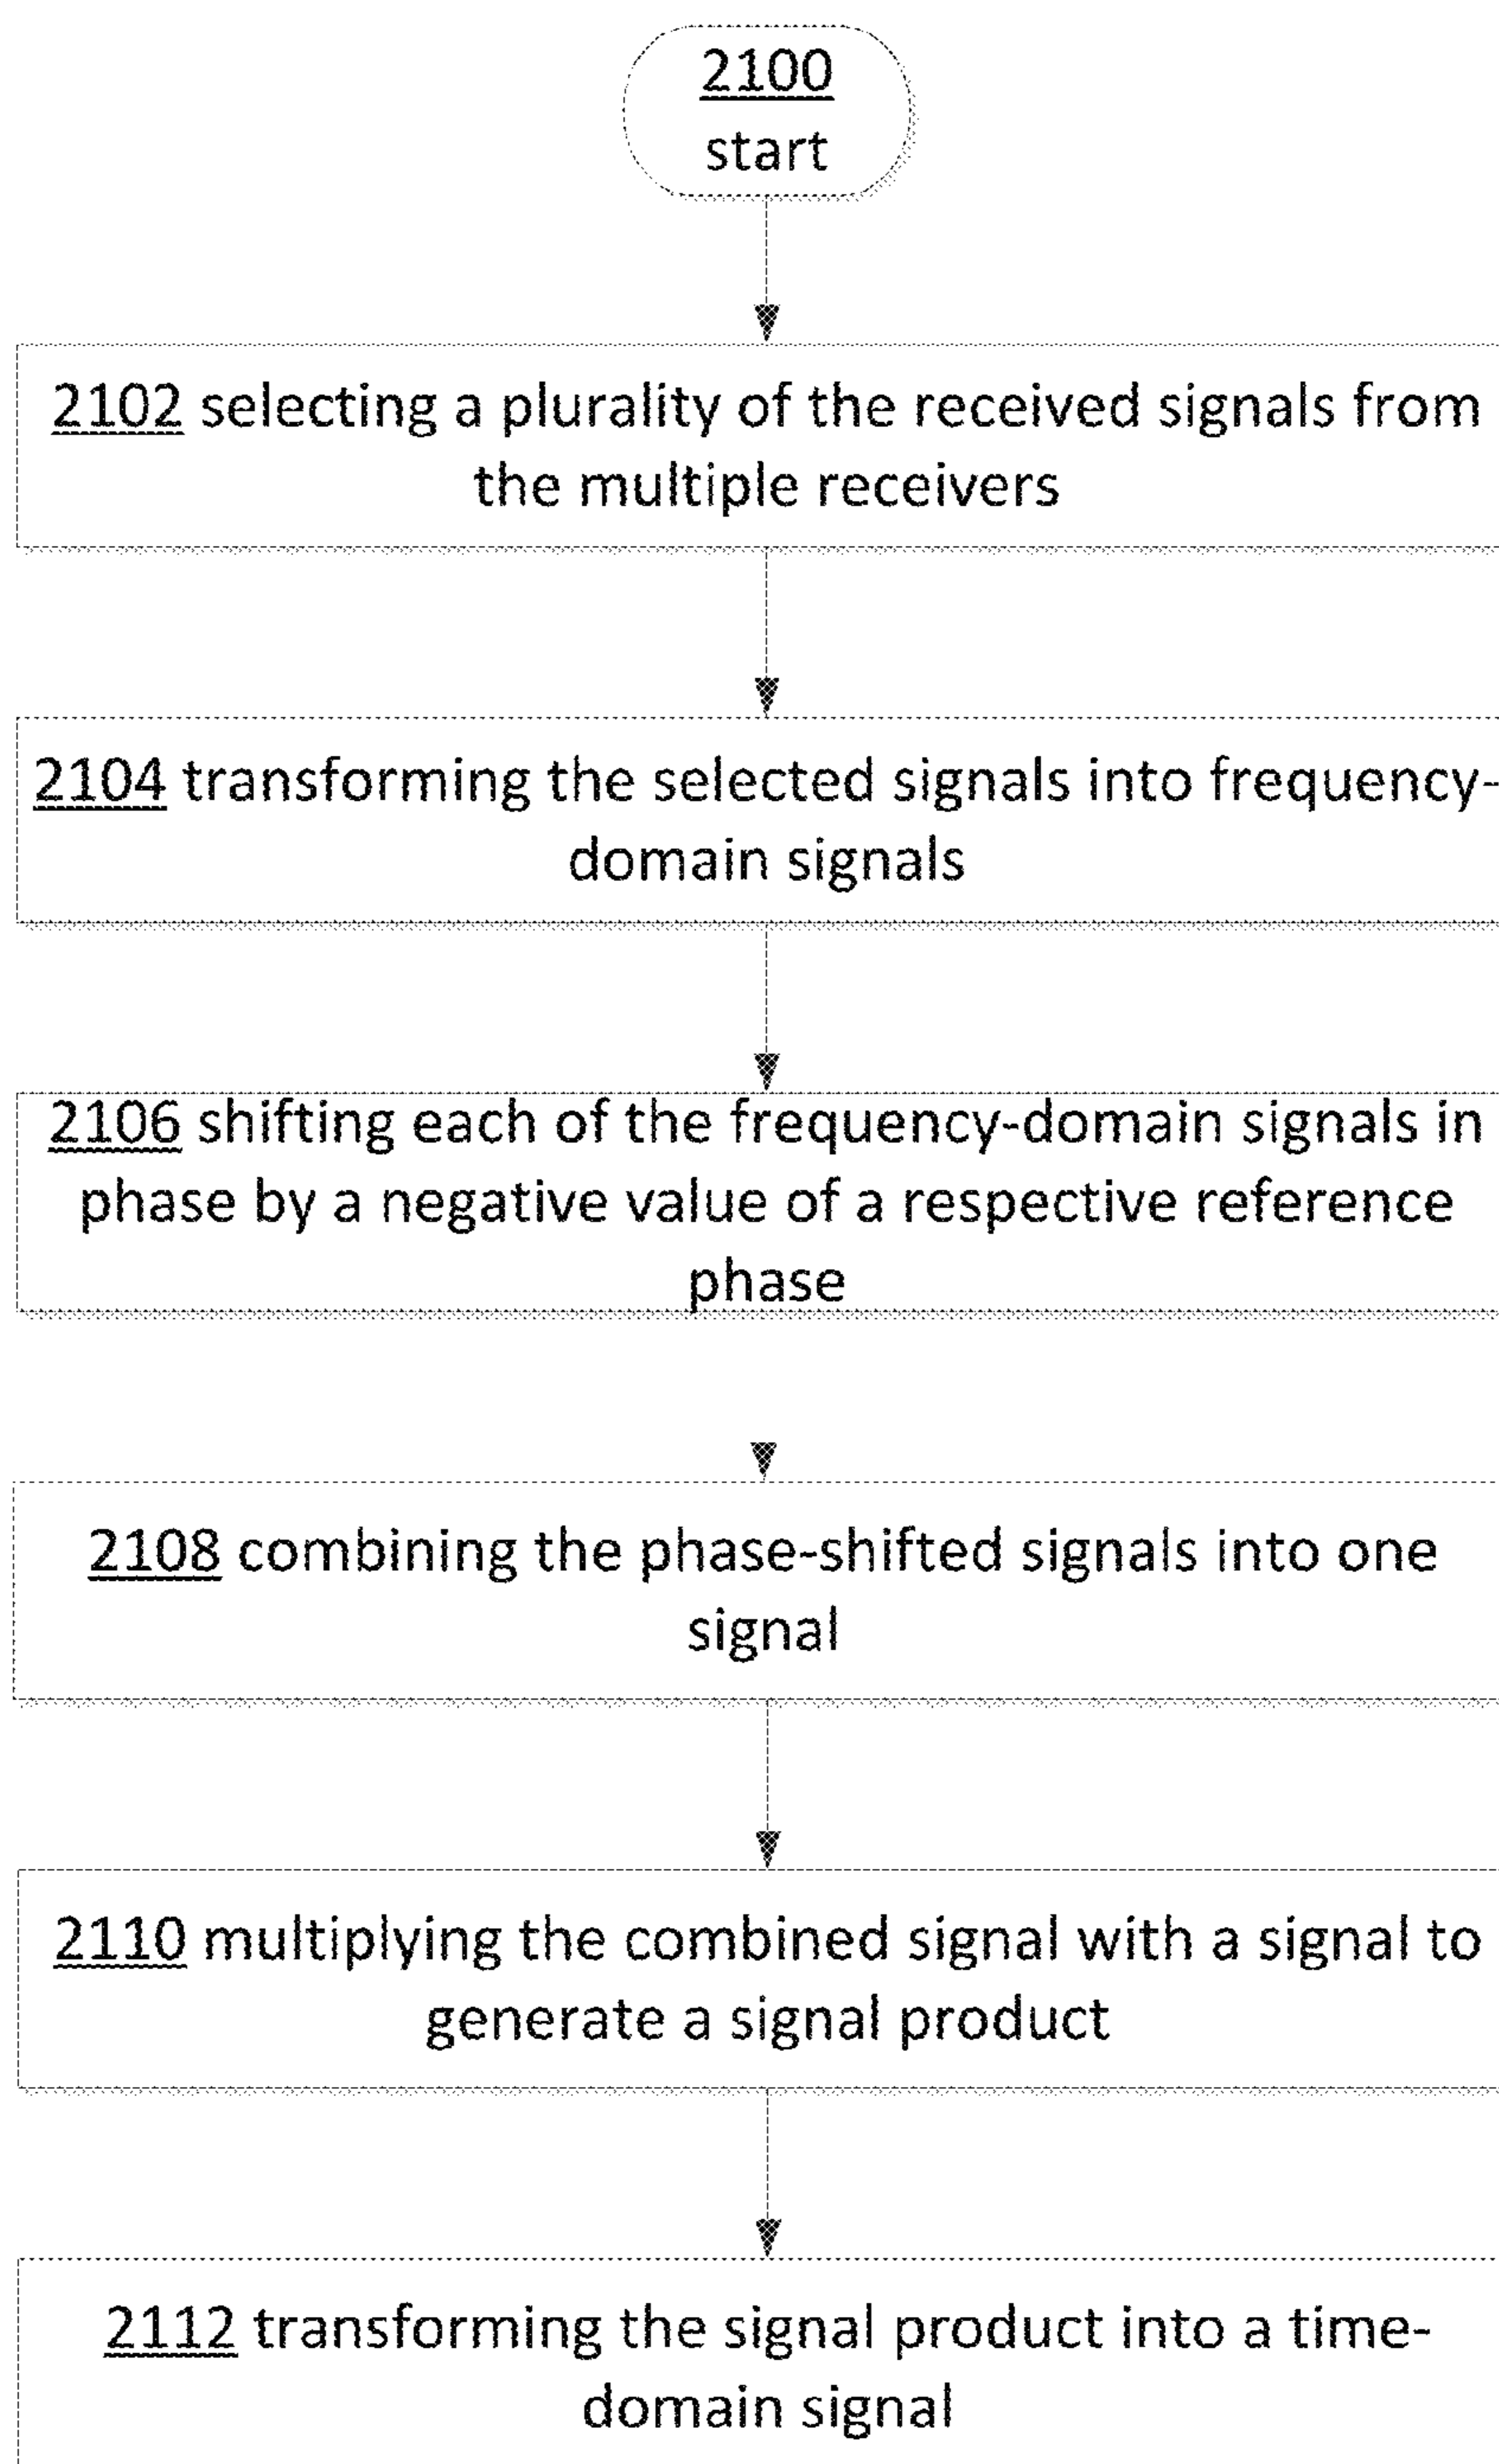 2100
start
2102 selecting a plurality of the received signals from
the multiple receivers
2104 transforming the selected signals into frequency-
domain signals
2106 shifting each of the frequency-domain signals in
phase by a negative value of a respective reference
phase
2108 combining the phase-shifted signals into one
signal
2110 multiplying the combined signal with a signal to
generate a signal product
2112 transforming the signal product into a time-
domain signal